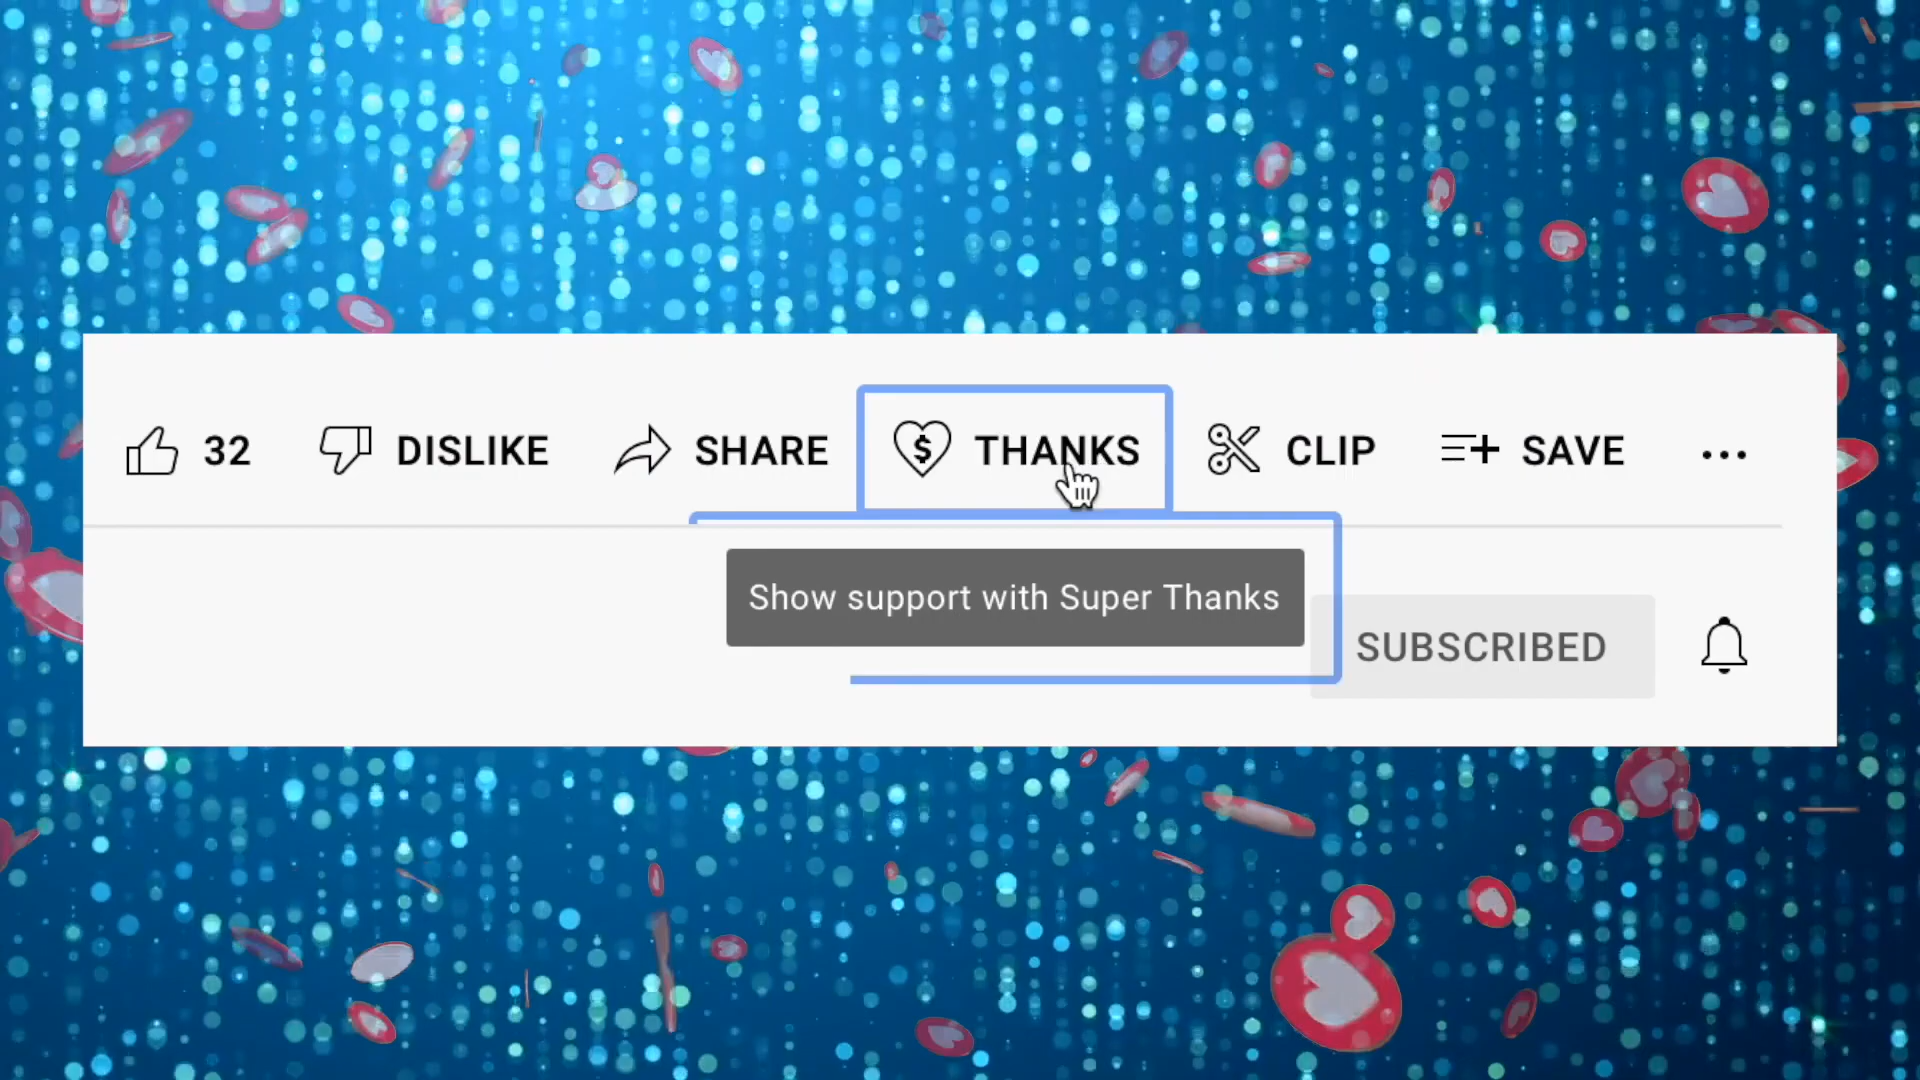 32 DISLIKE SHARE $ THANKS CLIP SAVE ...
Show support with Super Thanks
SUBSCRIBED